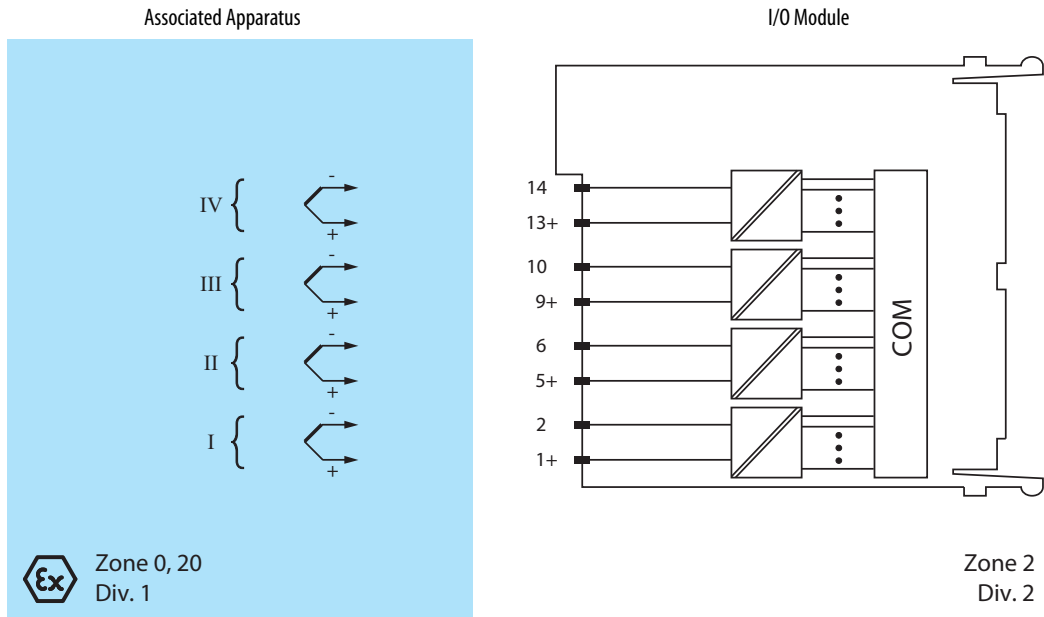 Associated Apparatus
I/O Module
IV
-
+
III
-
+
II
-
+
I
-
+
14
13+
10
9+
6
5+
2
1+
COM
Ex
Zone 0, 20
Div. 1
Zone 2
Div. 2